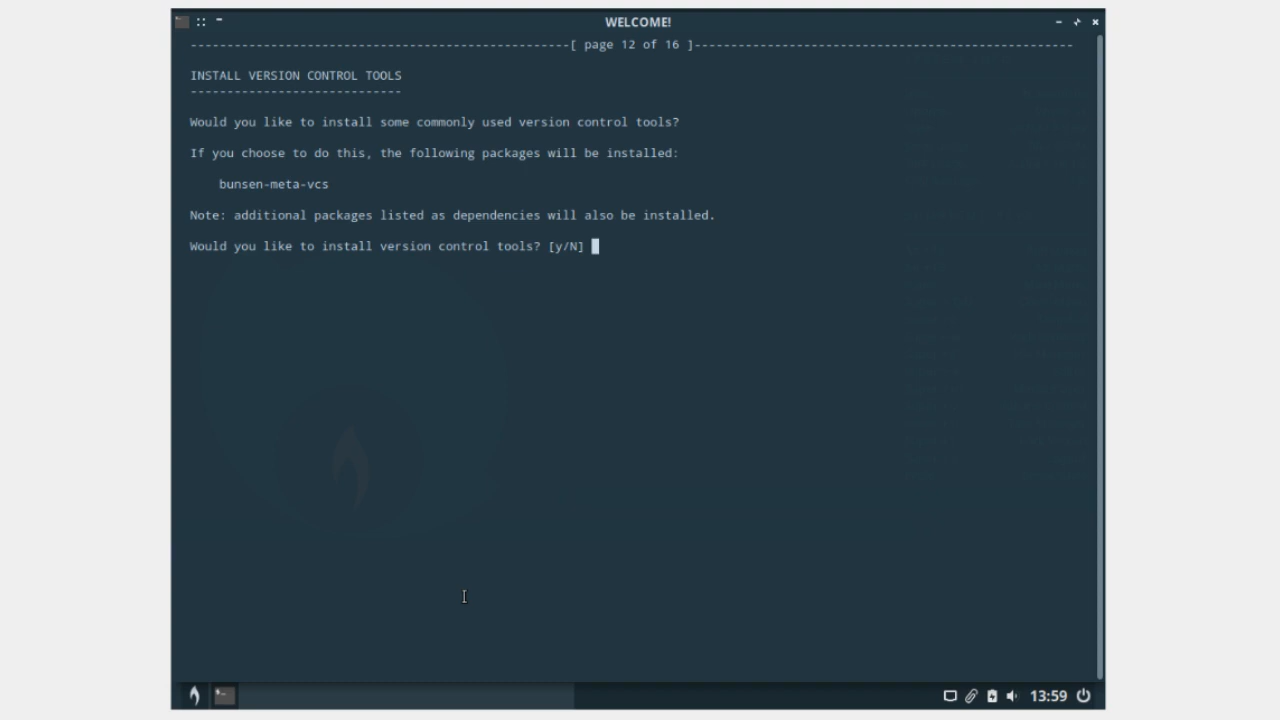 WELCOME!
----------------------------------------------------[ page 12 of 16 ]----------------------------------------------------
INSTALL VERSION CONTROL TOOLS
-----------------------------
Would you like to install some commonly used version control tools?
If you choose to do this, the following packages will be installed:
bunsen-meta-vcs
Note: additional packages listed as dependencies will also be installed.
Would you like to install version control tools? [y/N]
13:59